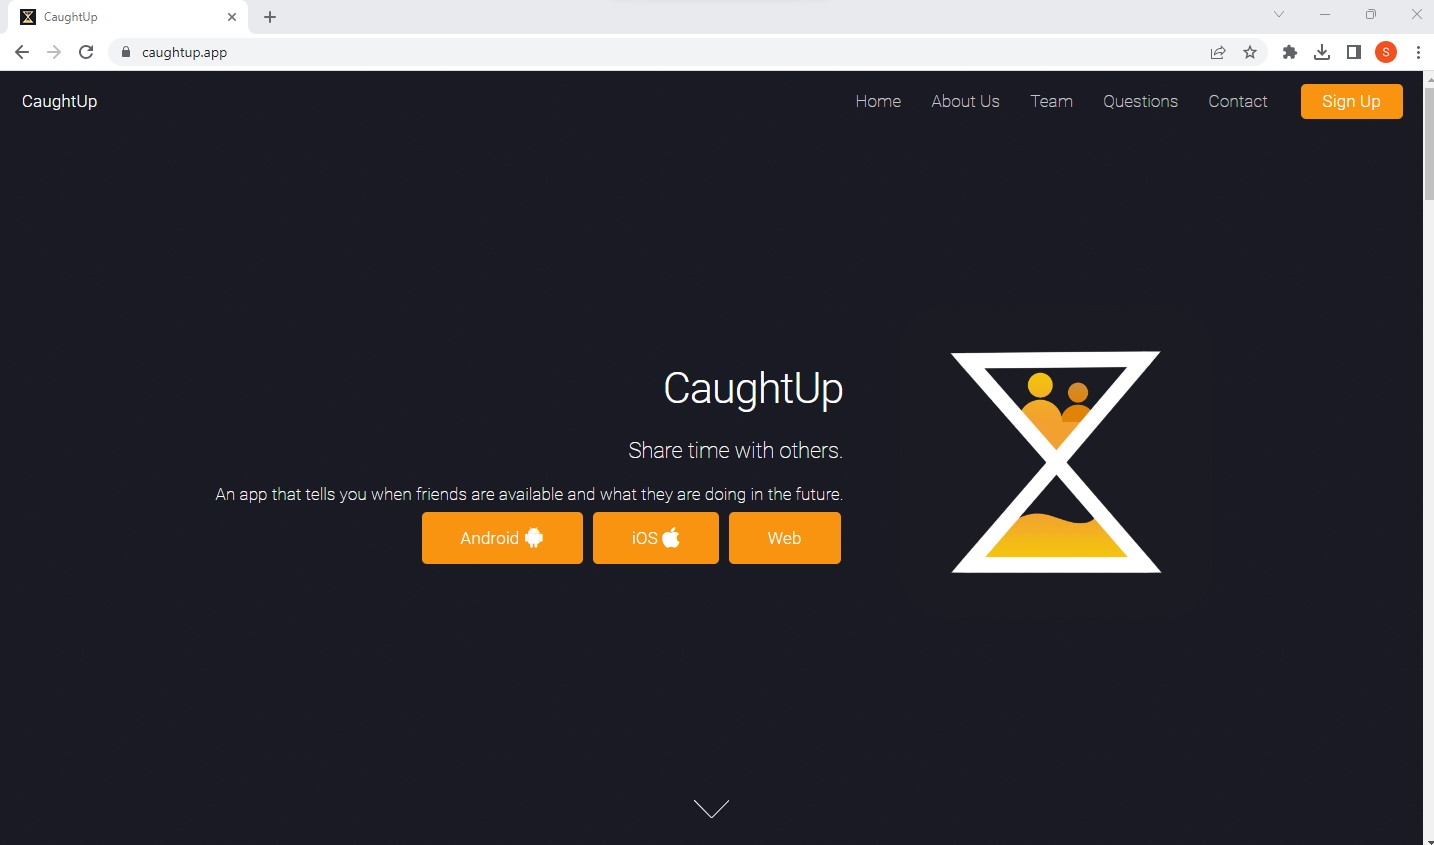 CaughtUp
caughtup.app
S
CaughtUp
Home About Us Team Questions Contact Sign Up
CaughtUp
Share time with others.
An app that tells you when friends are available and what they are doing in the future.
Android iOS Web